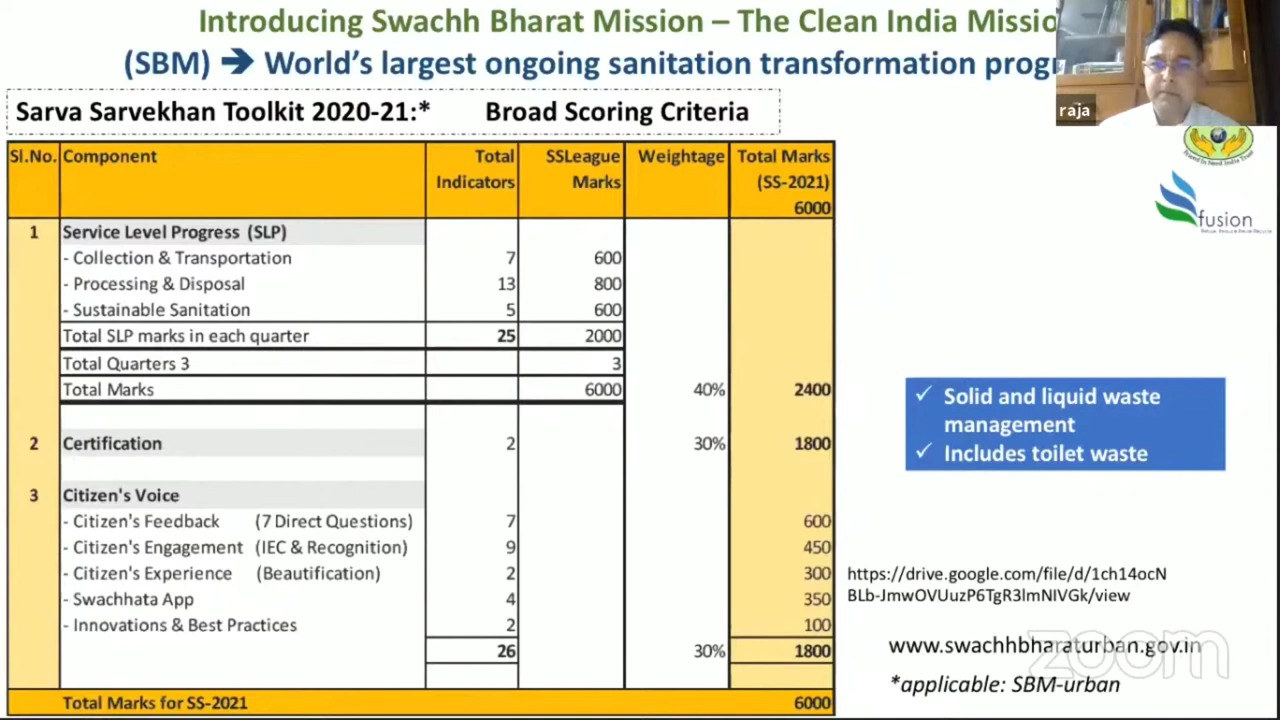 Introducing Swachh Bharat Mission – The Clean India Missio
(SBM) ➔ World's largest ongoing sanitation transformation progr
raja
Sarva Sarvekhan Toolkit 2020-21:* Broad Scoring Criteria
Sl.No. Component Total Indicators SSLeague Marks Weightage Total Marks (SS-2021) 6000
1 Service Level Progress (SLP)
- Collection & Transportation 7 600
- Processing & Disposal 13 800
- Sustainable Sanitation 5 600
Total SLP marks in each quarter 25 2000
Total Quarters 3 3
Total Marks 6000 40% 2400
2 Certification 2 30% 1800
3 Citizen's Voice
- Citizen's Feedback (7 Direct Questions) 7 600
- Citizen's Engagement (IEC & Recognition) 9 450
- Citizen's Experience (Beautification) 2 300
- Swachhata App 4 350
- Innovations & Best Practices 2 100
26 30% 1800
Total Marks for SS-2021 6000
fusion
✓ Solid and liquid waste
management
✓ Includes toilet waste
https://drive.google.com/file/d/1ch14ocN
BLb-JmwOVUuzP6TgR3lmNIVGk/view
www.swachhbharaturban.gov.in
zoom
*applicable: SBM-urban